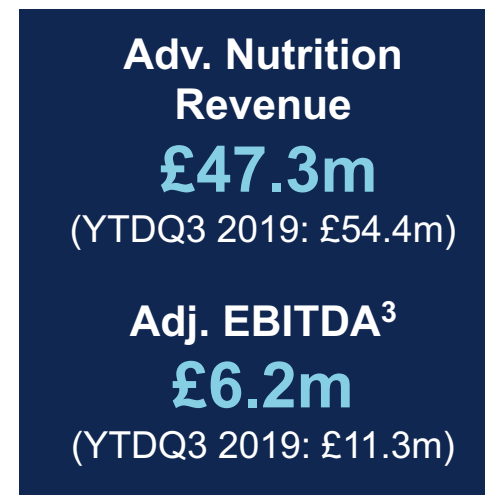 Adv. Nutrition
Revenue
£47.3m
(YTDQ3 2019: £54.4m)
Adj. EBITDA³
£6.2m
(YTDQ3 2019: £11.3m)